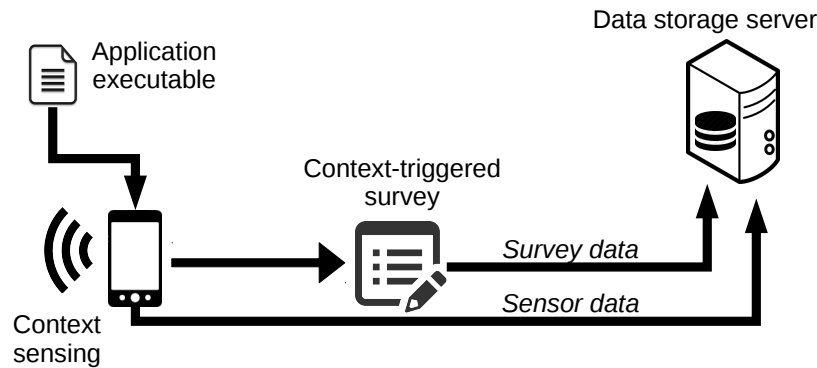 Data storage server
Application
executable
Context-triggered
survey
Survey data
Sensor data
Context
sensing